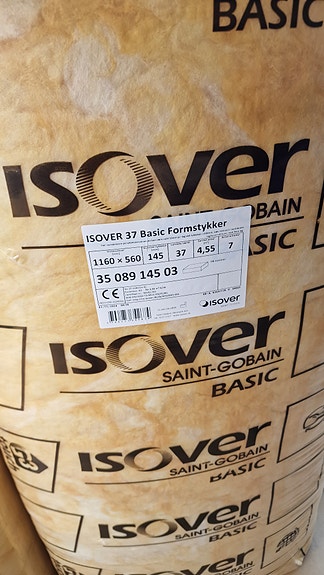 BASIC
ISOVER
SAINT-GOBAIN
BASIC
ISOVER 37 Basic Formstykker
1160 × 560 145 37 4,55 7
35 089 145 03
CE
isover
ISOVER
SAINT-GOBAIN
BASIC
ISOVER
SAINT-GOBAIN
BASIC
ISOVER
SAINT-GOBAIN
BASIC